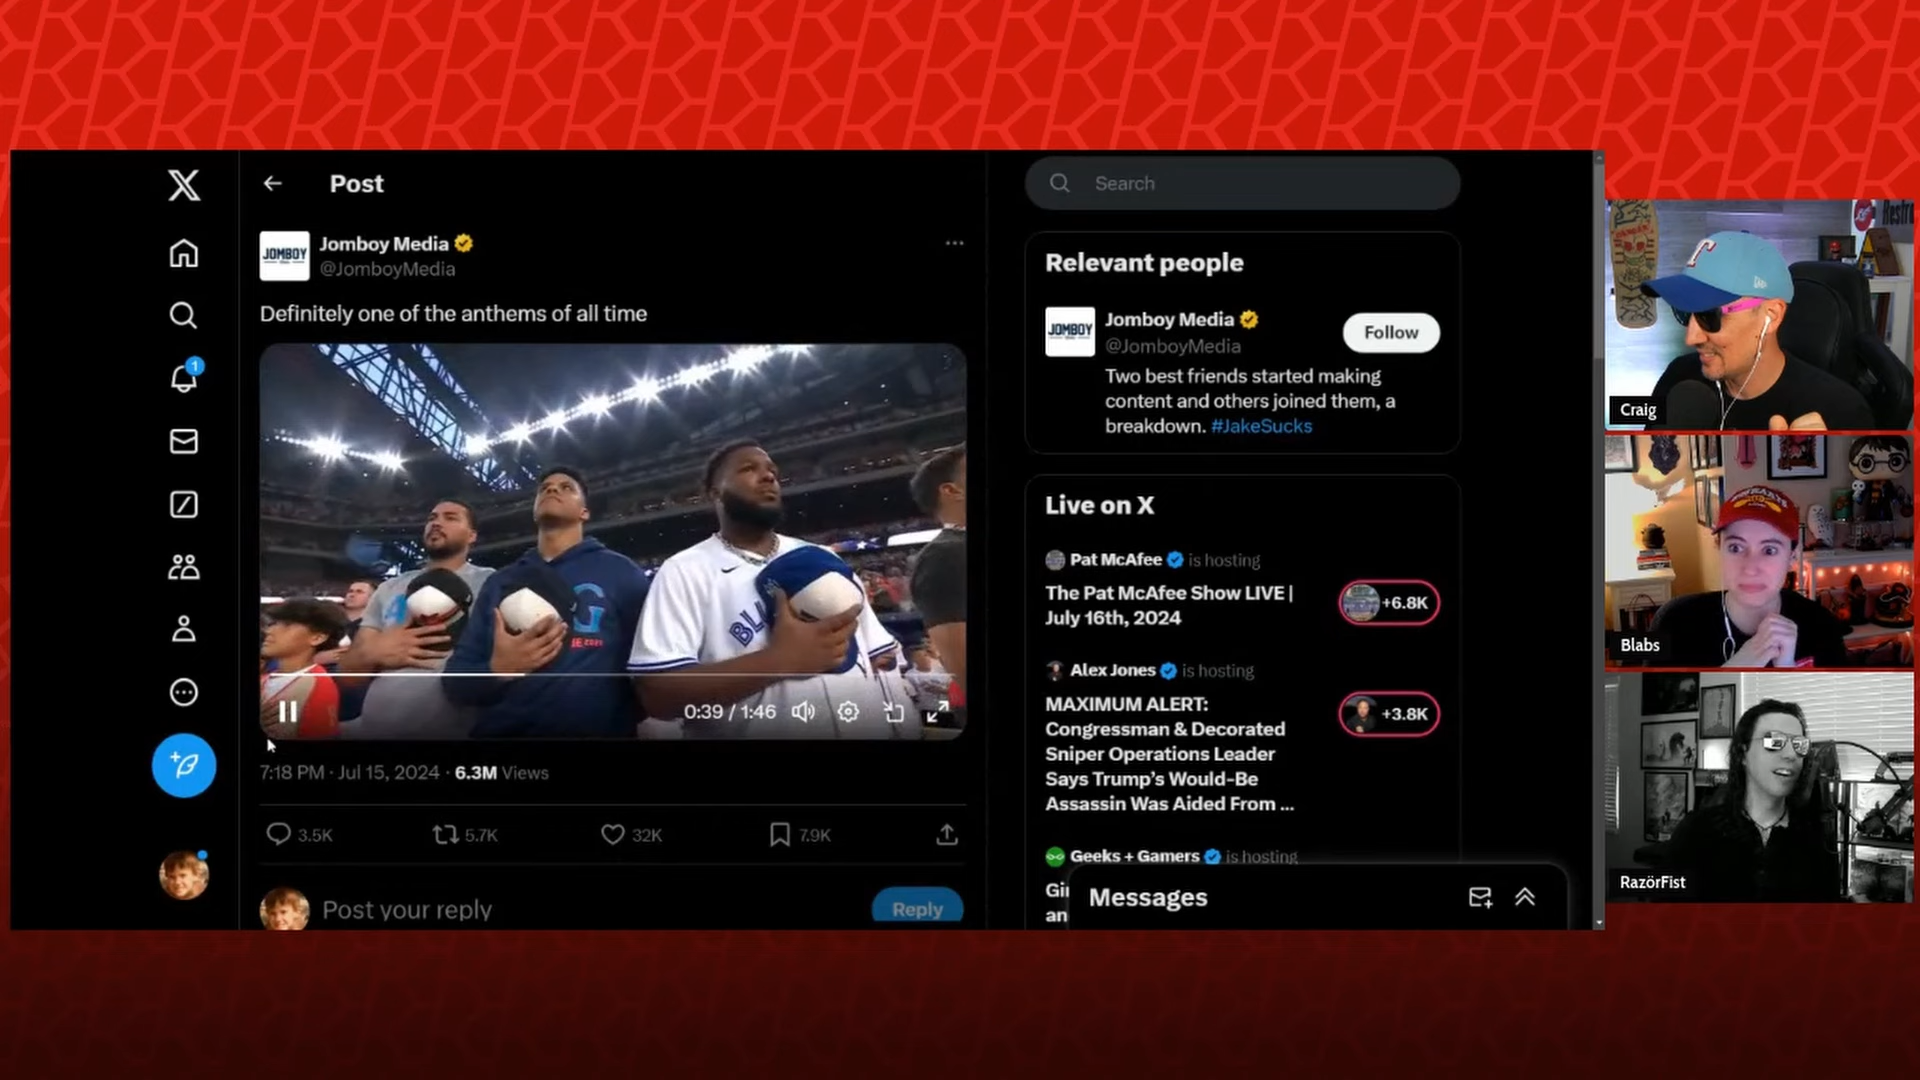 Post
Search
JOMBOY
Jomboy Media
@JomboyMedia
Definitely one of the anthems of all time
G
BL
0:39 / 1:46
7:18 PM · Jul 15, 2024 · 6.3M Views
3.5K
5.7K
32K
7.9K
Post your reply
Reply
1
Relevant people
JOMBOY
Jomboy Media
@JomboyMedia
Follow
Two best friends started making
content and others joined them, a
breakdown. #JakeSucks
Live on X
Pat McAfee is hosting
The Pat McAfee Show LIVE |
July 16th, 2024
+6.8K
Alex Jones is hosting
MAXIMUM ALERT:
Congressman & Decorated
Sniper Operations Leader
Says Trump's Would-Be
Assassin Was Aided From ...
+3.8K
Geeks + Gamers is hosting
Messages
Craig
Blabs
RazörFist